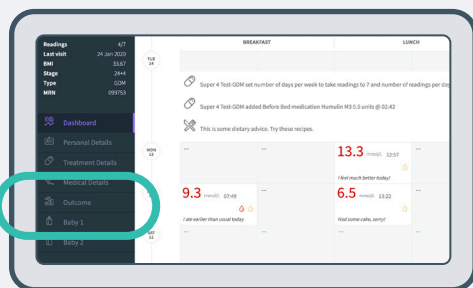 Readings 4/7
Last visit 24 Jan 2020
BMI 33.67
Stage 24+4
Type GDM
MRN 099753
Dashboard
Personal Details
Treatment Details
Medical Details
Outcome
Baby 1
Baby 2
BREAKFAST LUNCH
TUE
14
Super 4 Test-GDM set number of days per week to take readings to 7 and number of readings per day
Super 4 Test-GDM added Before Bed medication Humulin M3 0.5 units @ 02:42
This is some dietary advice. Try these recipes.
MON
13
-- -- 13.3 mmol/L 12:57 --
I feel much better today!
9.3 mmol/L 07:49 -- 6.5 mmol/L 13:22 --
I ate earlier than usual today Had some cake, sorry!
SAT
11
-- -- -- --